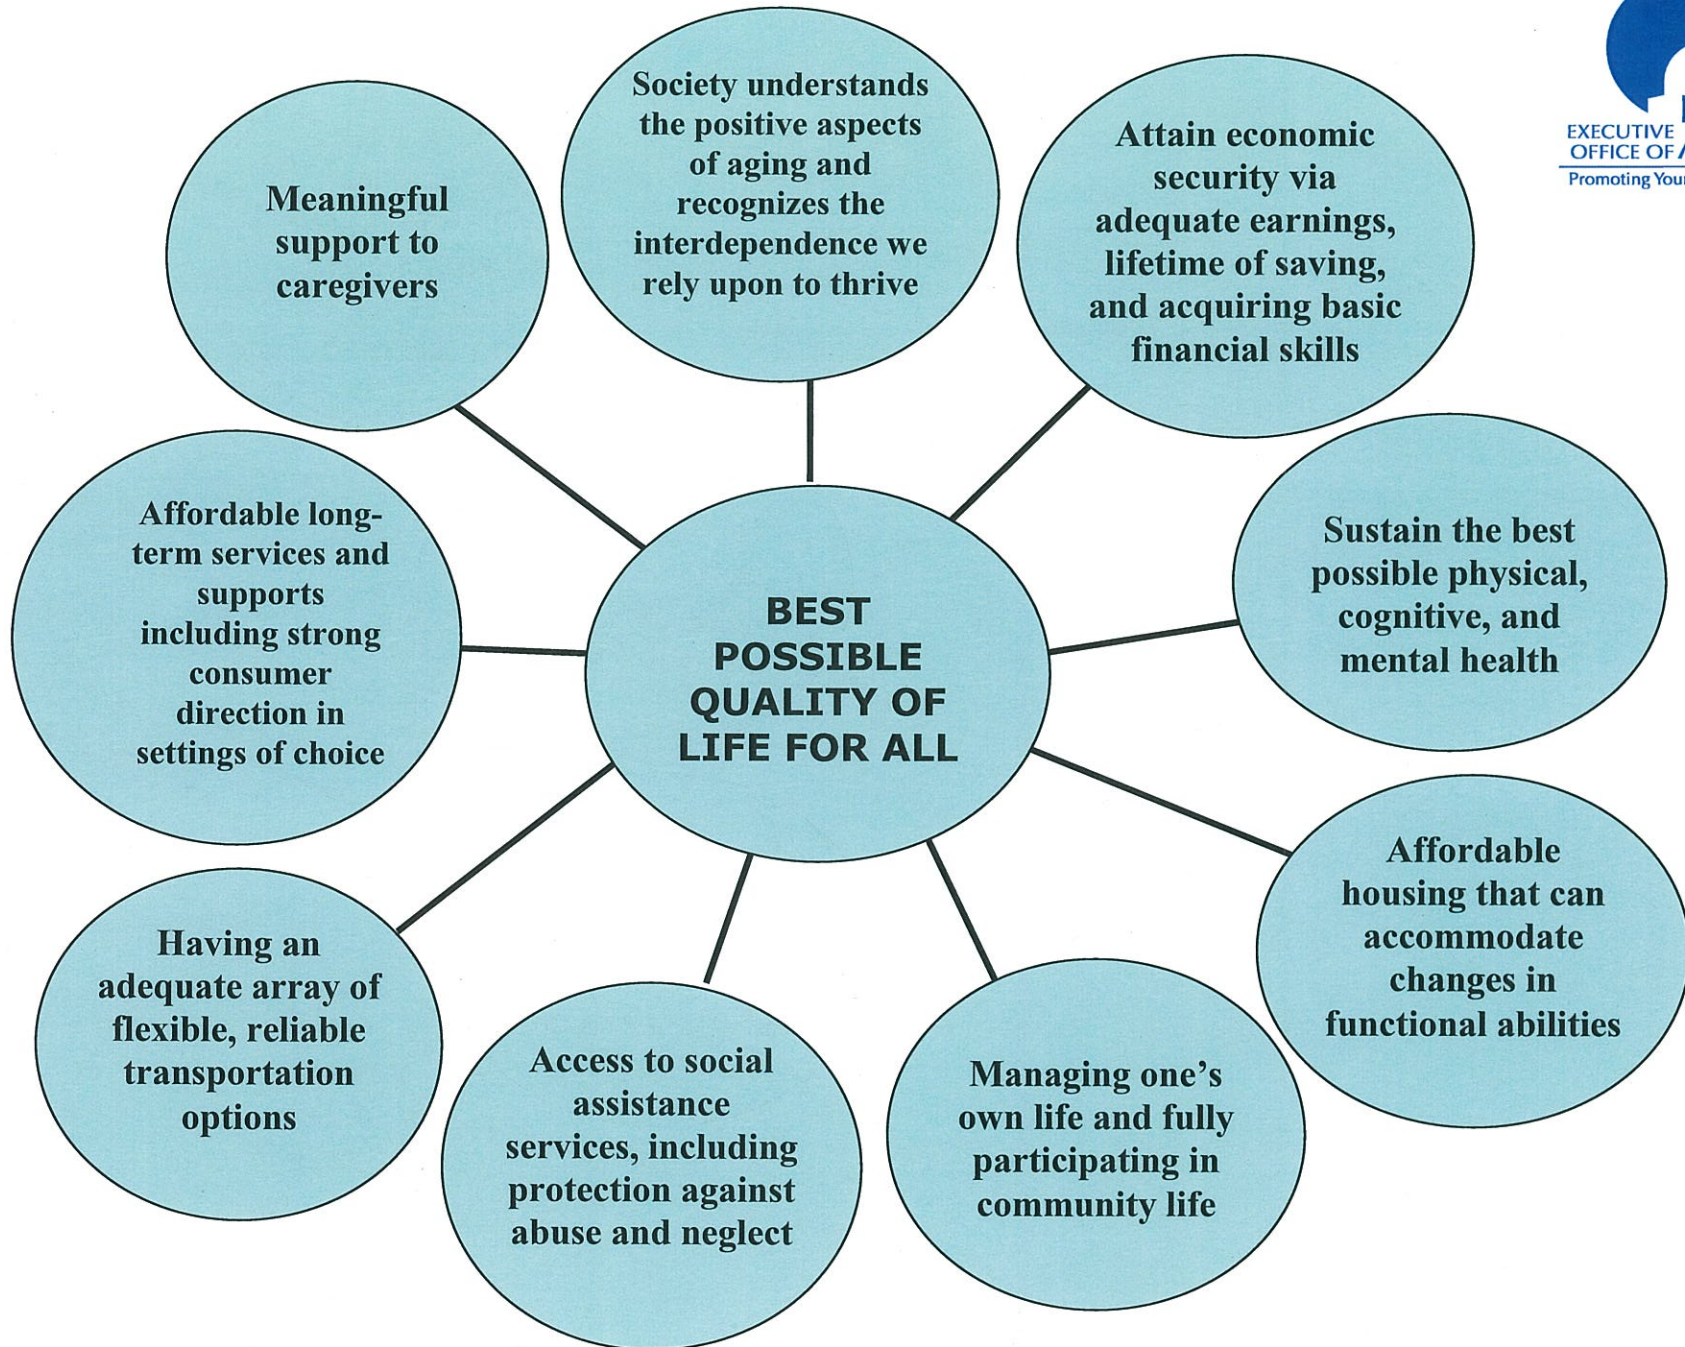 Society understands
the positive aspects
of aging and
recognizes the
interdependence we
rely upon to thrive
Attain economic
security via
adequate earnings,
lifetime of saving,
and acquiring basic
financial skills
EXECUTIVE
OFFICE OF
Promoting Your
Meaningful
support to
caregivers
Affordable long-
term services and
supports
including strong
consumer
direction in
settings of choice
BEST
POSSIBLE
QUALITY OF
LIFE FOR ALL
Sustain the best
possible physical,
cognitive, and
mental health
Affordable
housing that can
accommodate
changes in
functional abilities
Having an
adequate array of
flexible, reliable
transportation
options
Access to social
assistance
services, including
protection against
abuse and neglect
Managing one’s
own life and fully
participating in
community life